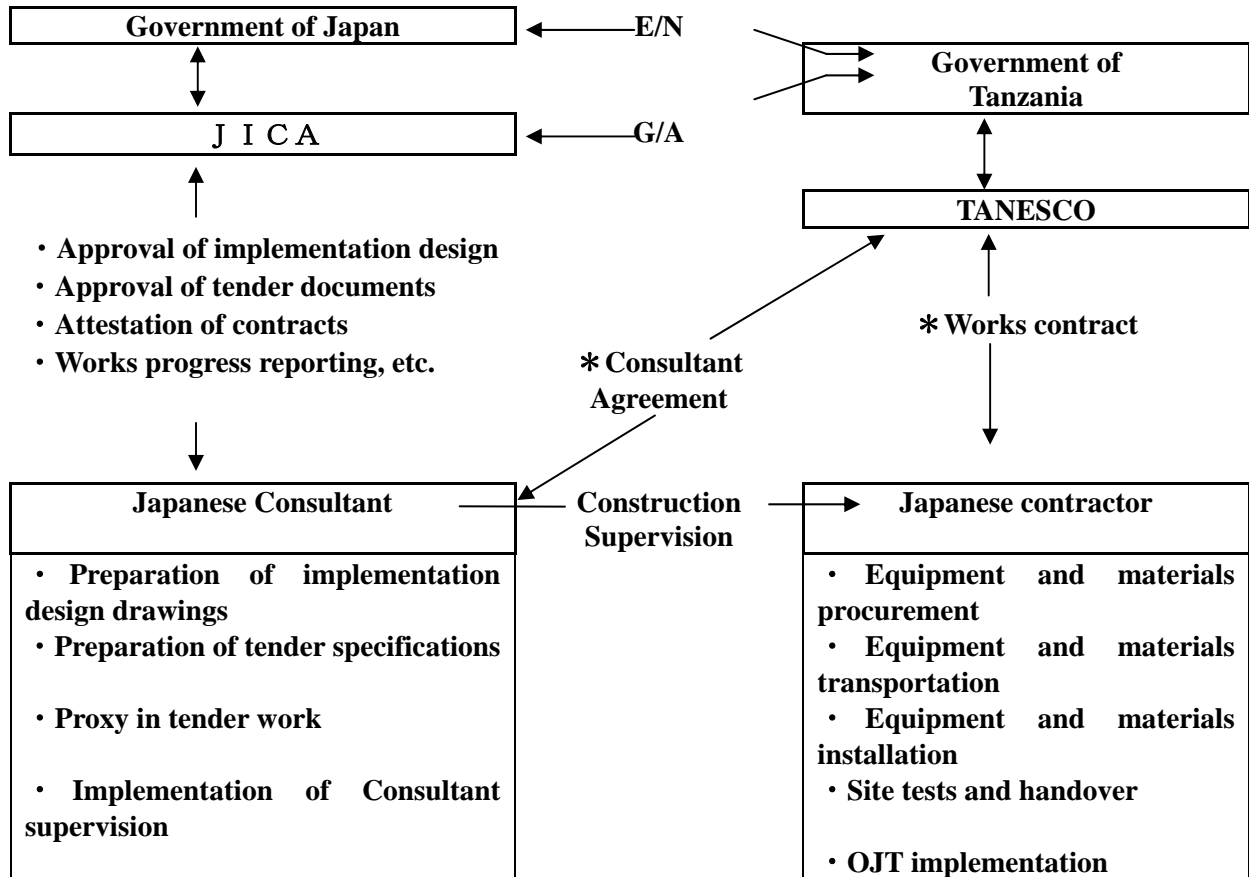 Government of Japan
E/N
Government of
Tanzania
ＪＩＣＡ
G/A
TANESCO
・Approval of implementation design
・Approval of tender documents
・Attestation of contracts
・Works progress reporting, etc.
＊Works contract
＊Consultant
Agreement
Japanese Consultant
Construction
Supervision
Japanese contractor
・ Preparation of implementation
design drawings
・Preparation of tender specifications
・Proxy in tender work
・ Implementation of Consultant
supervision
・ Equipment and materials
procurement
・ Equipment and materials
transportation
・ Equipment and materials
installation
・Site tests and handover
・OJT implementation